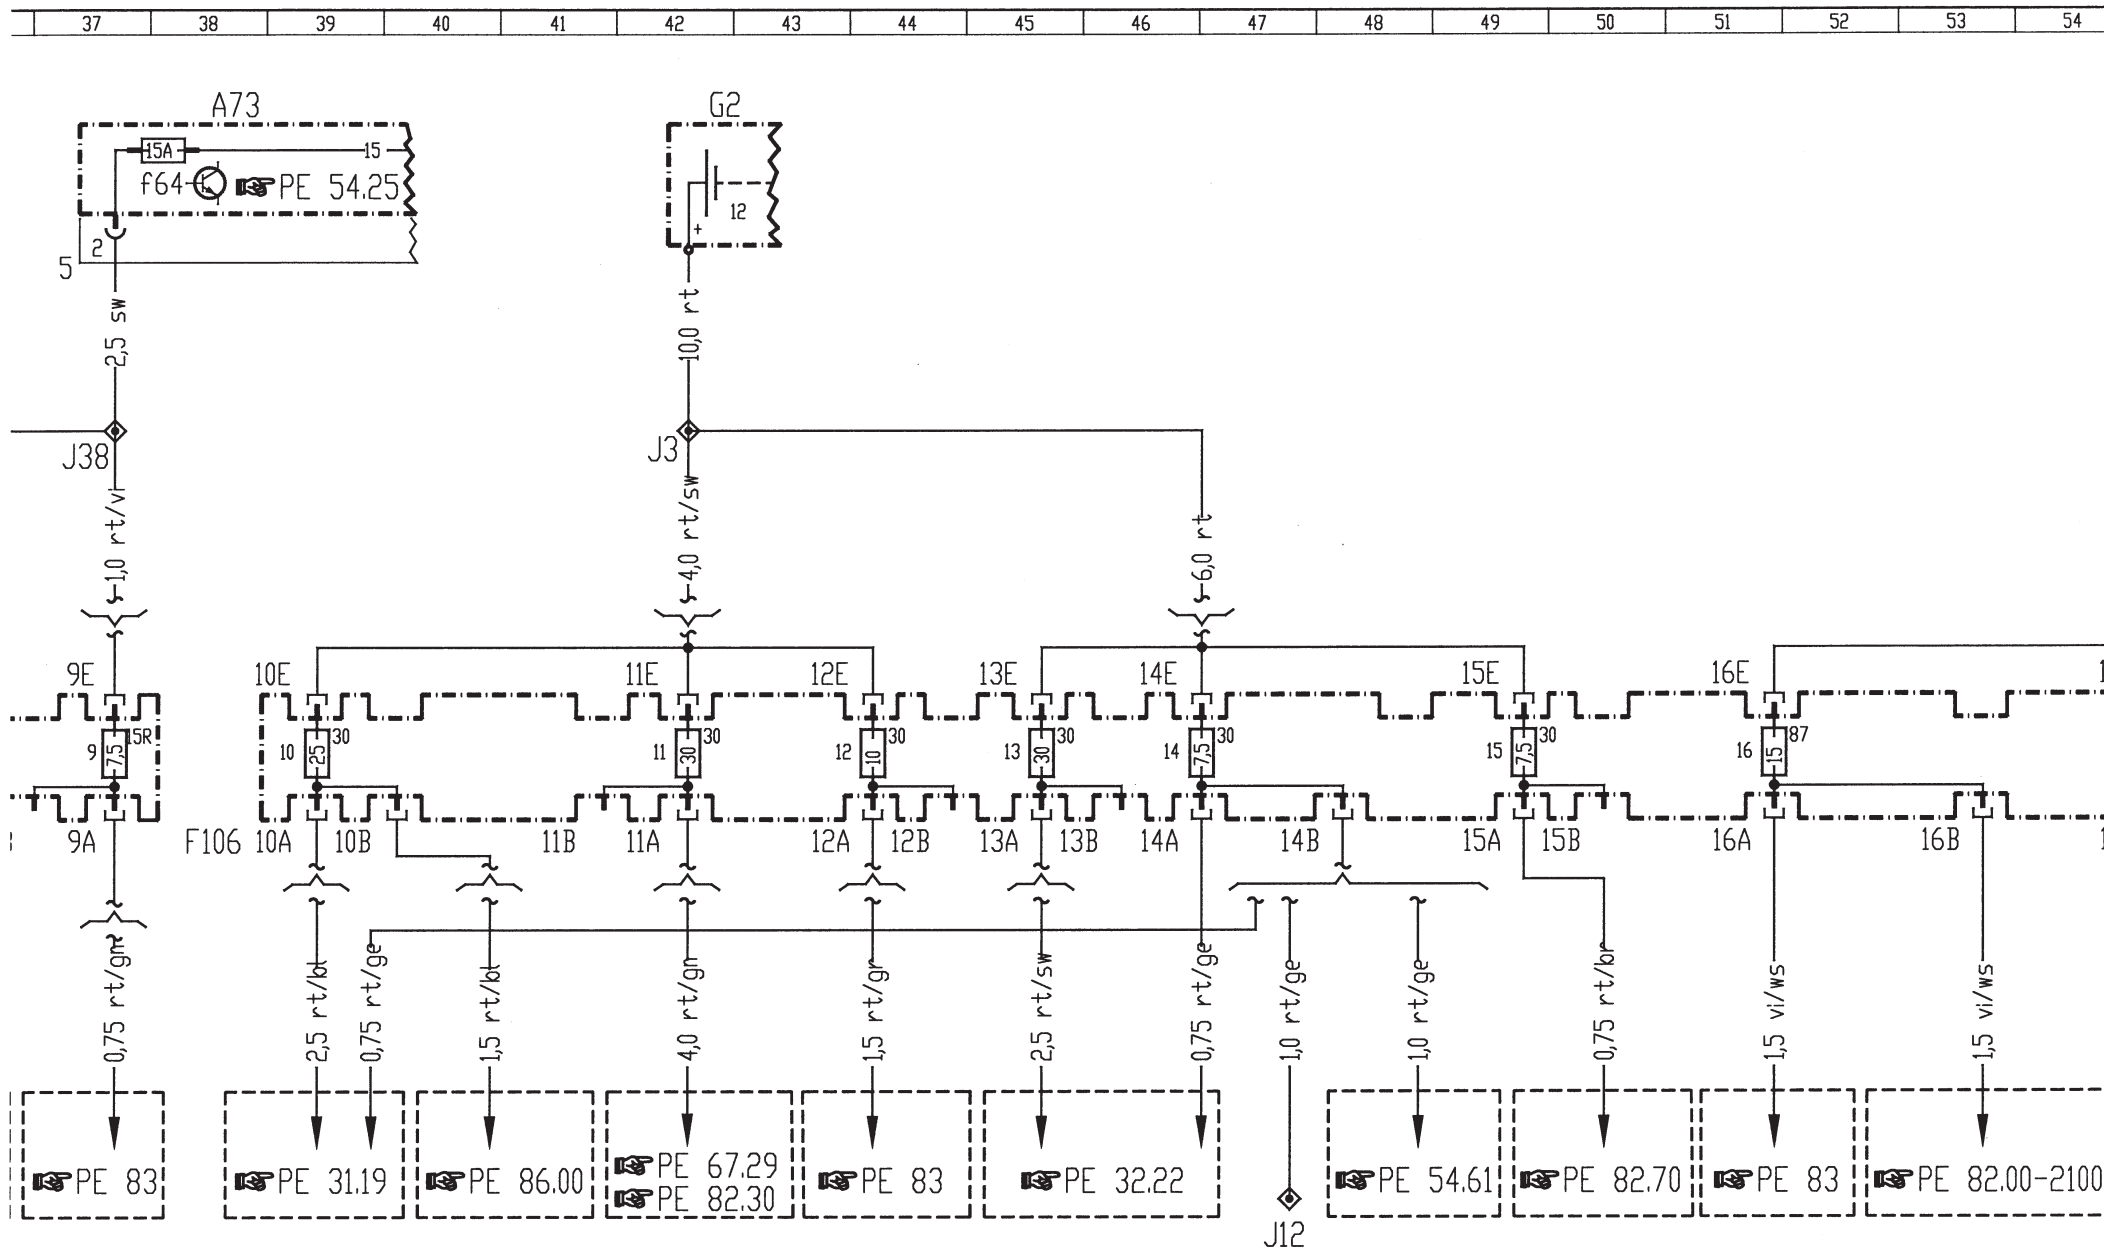 37 38 39 40 41 42 43 44 45 46 47 48 49 50 51 52 53 54
A73 G2
15A 15
f64 PE 54.25
12
+
2
5
2,5 sw
10,0 rt
J38
J3
1,0 rt/vi
4,0 rt/sw
6,0 rt
9E 10E 11E 12E 13E 14E 15E 16E 1
9 7,5 15R
10 25 30
11 30 30
12 10 30
13 30 30
14 7,5 30
15 7,5 30
16 15 87
9A F106 10A 10B 11B 11A 12A 12B 13A 13B 14A 14B 15A 15B 16A 16B 1
0,75 rt/gn
2,5 rt/bl
0,75 rt/ge
1,5 rt/bl
4,0 rt/gn
1,5 rt/gr
2,5 rt/sw
0,75 rt/ge
1,0 rt/ge
1,0 rt/ge
0,75 rt/br
1,5 vi/ws
1,5 vi/ws
PE 83
PE 31.19
PE 86.00
PE 67.29
PE 82.30
PE 83
PE 32.22
J12
PE 54.61
PE 82.70
PE 83
PE 82.00-2100